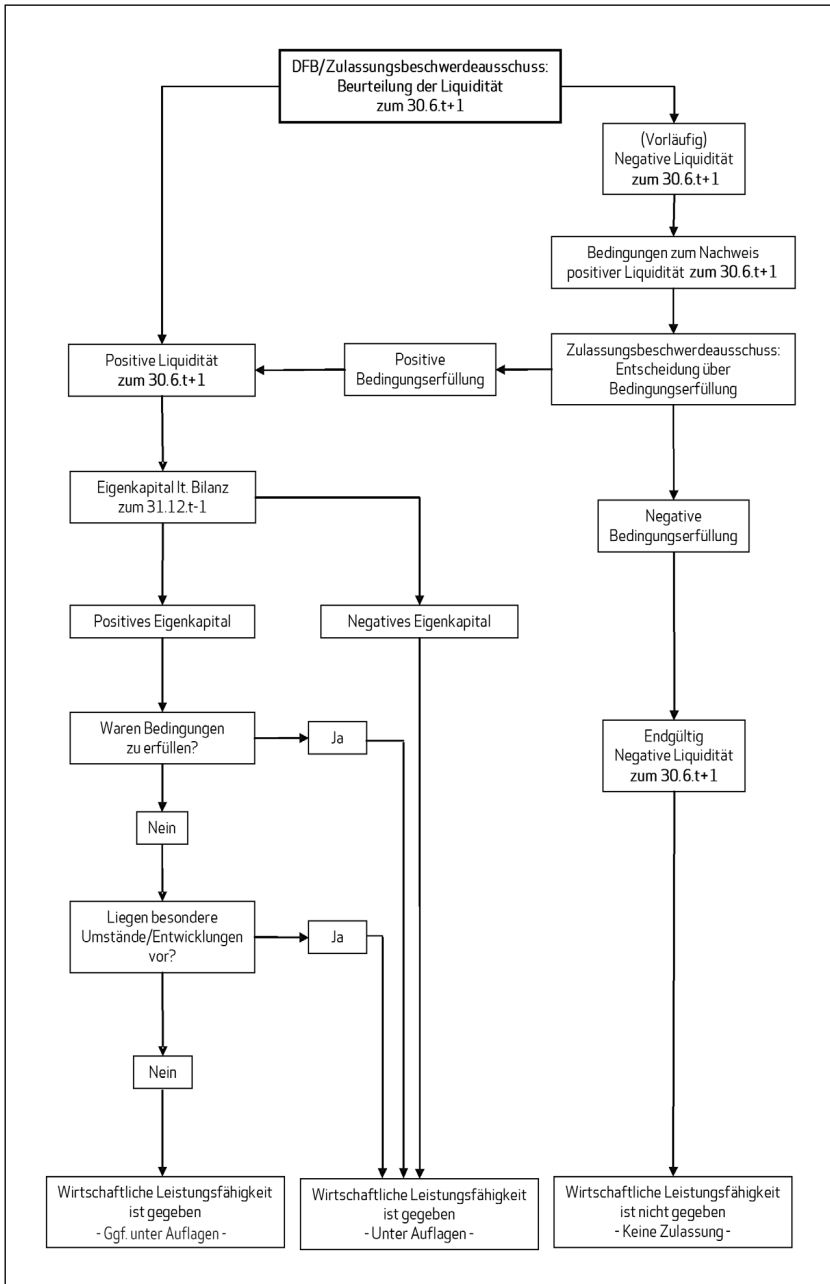 DFB/Zulassungsbeschwerdeausschuss:
Beurteilung der Liquidität
zum 30.6.t+1
(Vorläufig)
Negative Liquidität
zum 30.6.t+1
Bedingungen zum Nachweis
positiver Liquidität zum 30.6.t+1
Zulassungsbeschwerdeausschuss:
Entscheidung über
Bedingungserfüllung
Positive
Bedingungserfüllung
Positive Liquidität
zum 30.6.t+1
Eigenkapital lt. Bilanz
zum 31.12.t-1
Negative
Bedingungserfüllung
Positives Eigenkapital
Negatives Eigenkapital
Waren Bedingungen
zu erfüllen?
Ja
Endgültig
Negative Liquidität
zum 30.6.t+1
Nein
Liegen besondere
Umstände/Entwicklungen
vor?
Ja
Nein
Wirtschaftliche Leistungsfähigkeit
ist gegeben
- Ggf. unter Auflagen -
Wirtschaftliche Leistungsfähigkeit
ist gegeben
- Unter Auflagen -
Wirtschaftliche Leistungsfähigkeit
ist nicht gegeben
- Keine Zulassung -